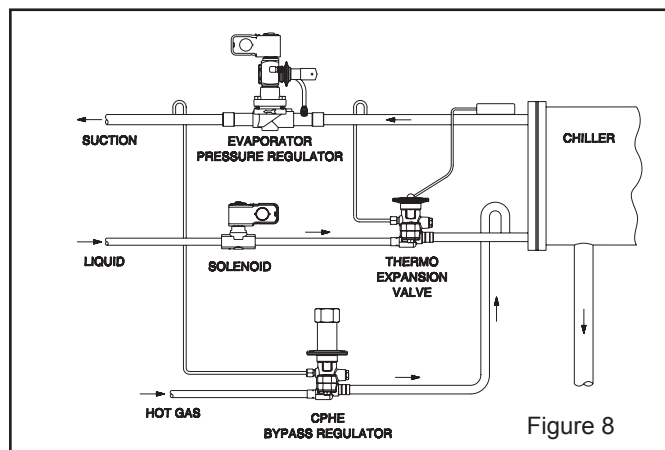 SUCTION
EVAPORATOR
PRESSURE REGULATOR
CHILLER
LIQUID
SOLENOID
THERMO
EXPANSION
VALVE
HOT GAS
CPHE
BYPASS REGULATOR
Figure 8